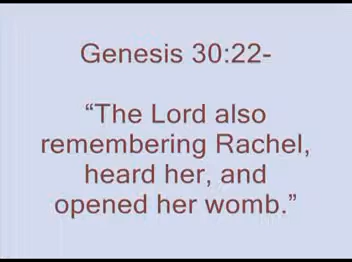 Genesis 30:22-
“The Lord also
remembering Rachel,
heard her, and
opened her womb.”